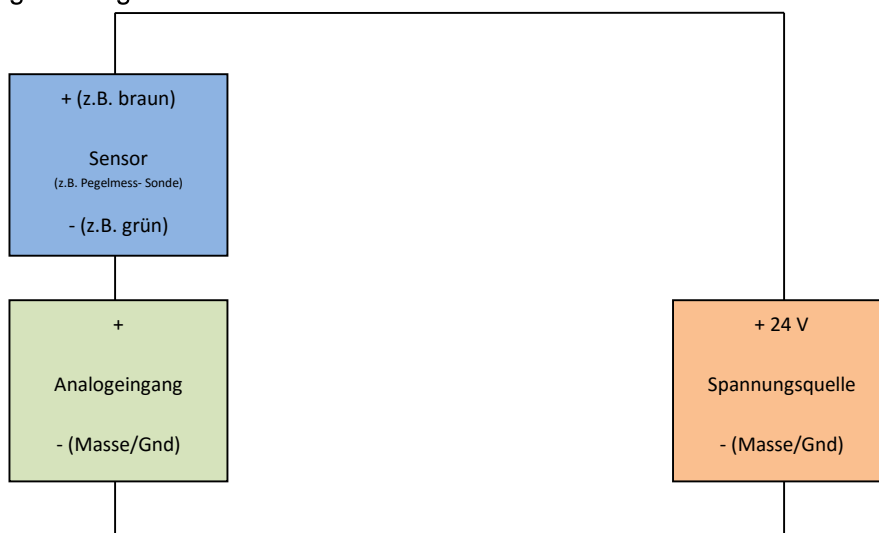 + (z.B. braun)
Sensor
(z.B. Pegelmess- Sonde)
- (z.B. grün)
+
Analogeingang
- (Masse/Gnd)
+ 24 V
Spannungsquelle
- (Masse/Gnd)